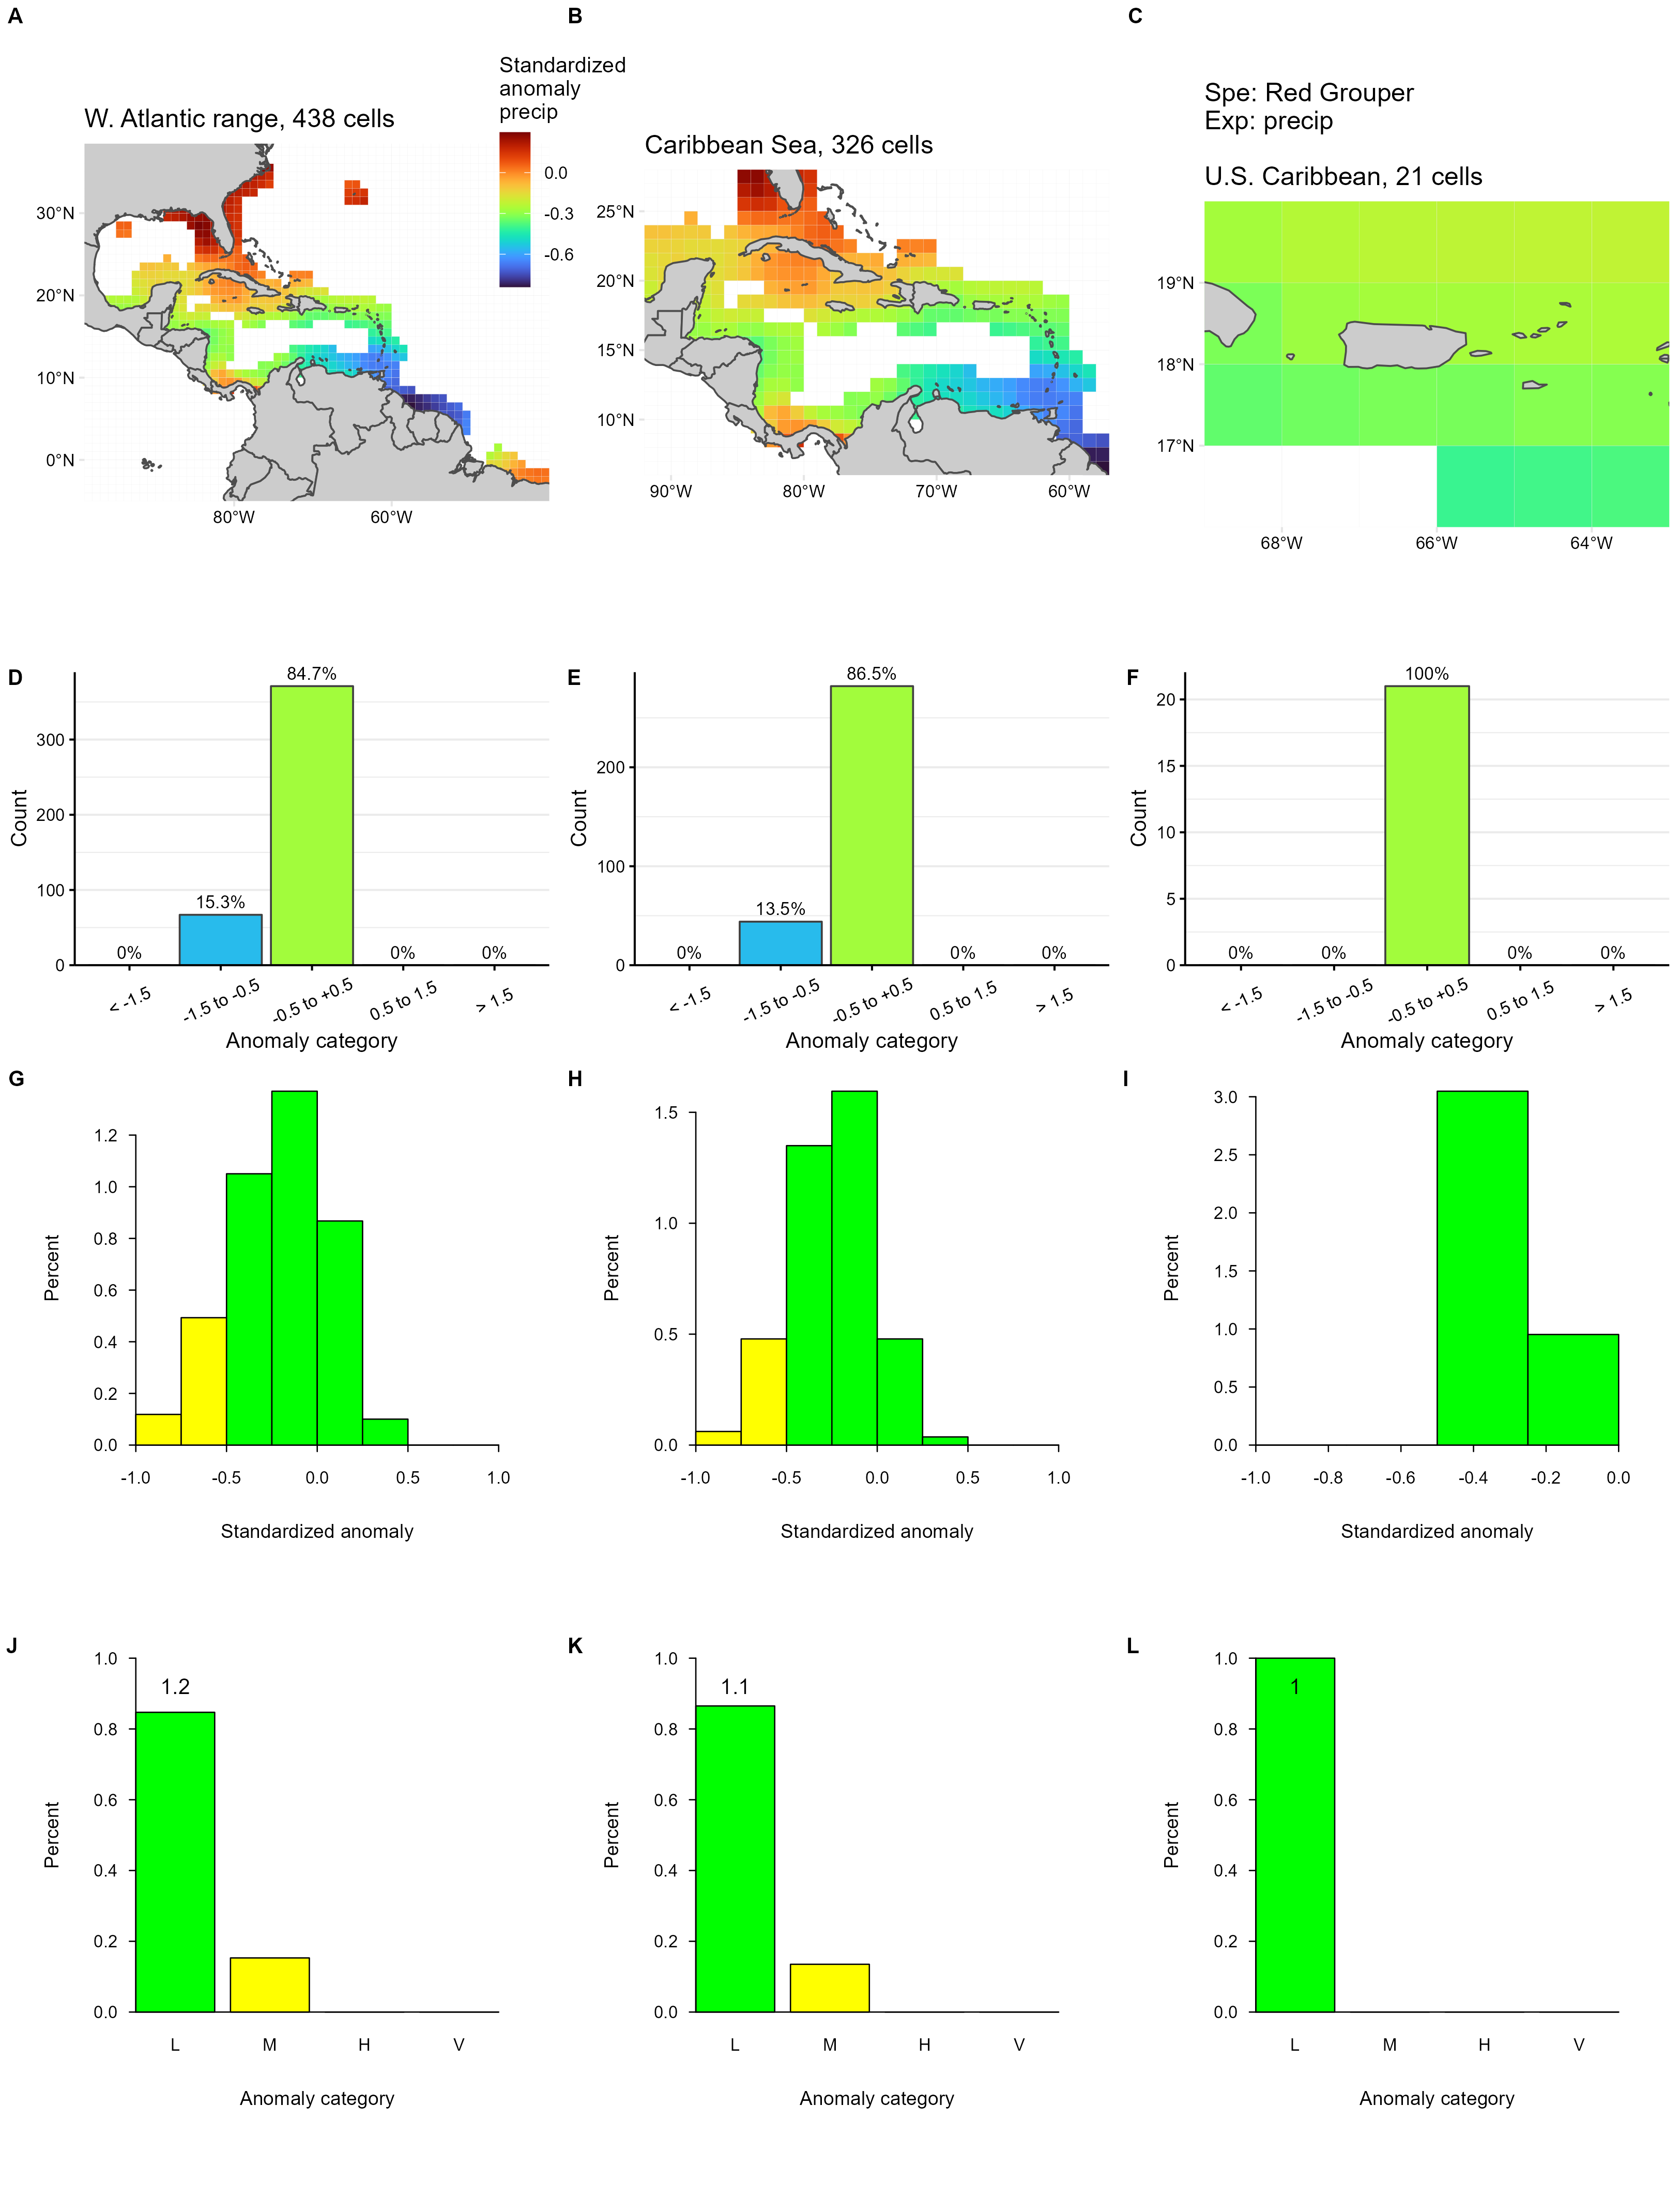 A
B
C
Standardized
anomaly
precip
0.0
-0.3
-0.6
W. Atlantic range, 438 cells
30°N
20°N
10°N
0°N
80°W
60°W
Caribbean Sea, 326 cells
25°N
20°N
15°N
10°N
90°W
80°W
70°W
60°W
Spe: Red Grouper
Exp: precip
U.S. Caribbean, 21 cells
19°N
18°N
17°N
68°W
66°W
64°W
D
Count
300
200
100
0
0%
15.3%
84.7%
0%
0%
< -1.5
-1.5 to -0.5
-0.5 to +0.5
0.5 to 1.5
> 1.5
Anomaly category
E
Count
200
100
0
0%
13.5%
86.5%
0%
0%
< -1.5
-1.5 to -0.5
-0.5 to +0.5
0.5 to 1.5
> 1.5
Anomaly category
F
Count
20
15
10
5
0
0%
0%
100%
0%
0%
< -1.5
-1.5 to -0.5
-0.5 to +0.5
0.5 to 1.5
> 1.5
Anomaly category
G
Percent
1.2
1.0
0.8
0.6
0.4
0.2
0.0
-1.0
-0.5
0.0
0.5
1.0
Standardized anomaly
H
Percent
1.5
1.0
0.5
0.0
-1.0
-0.5
0.0
0.5
1.0
Standardized anomaly
I
Percent
3.0
2.5
2.0
1.5
1.0
0.5
0.0
-1.0
-0.8
-0.6
-0.4
-0.2
0.0
Standardized anomaly
J
Percent
1.0
0.8
0.6
0.4
0.2
0.0
1.2
L
M
H
V
Anomaly category
K
Percent
1.0
0.8
0.6
0.4
0.2
0.0
1.1
L
M
H
V
Anomaly category
L
Percent
1.0
0.8
0.6
0.4
0.2
0.0
1
L
M
H
V
Anomaly category